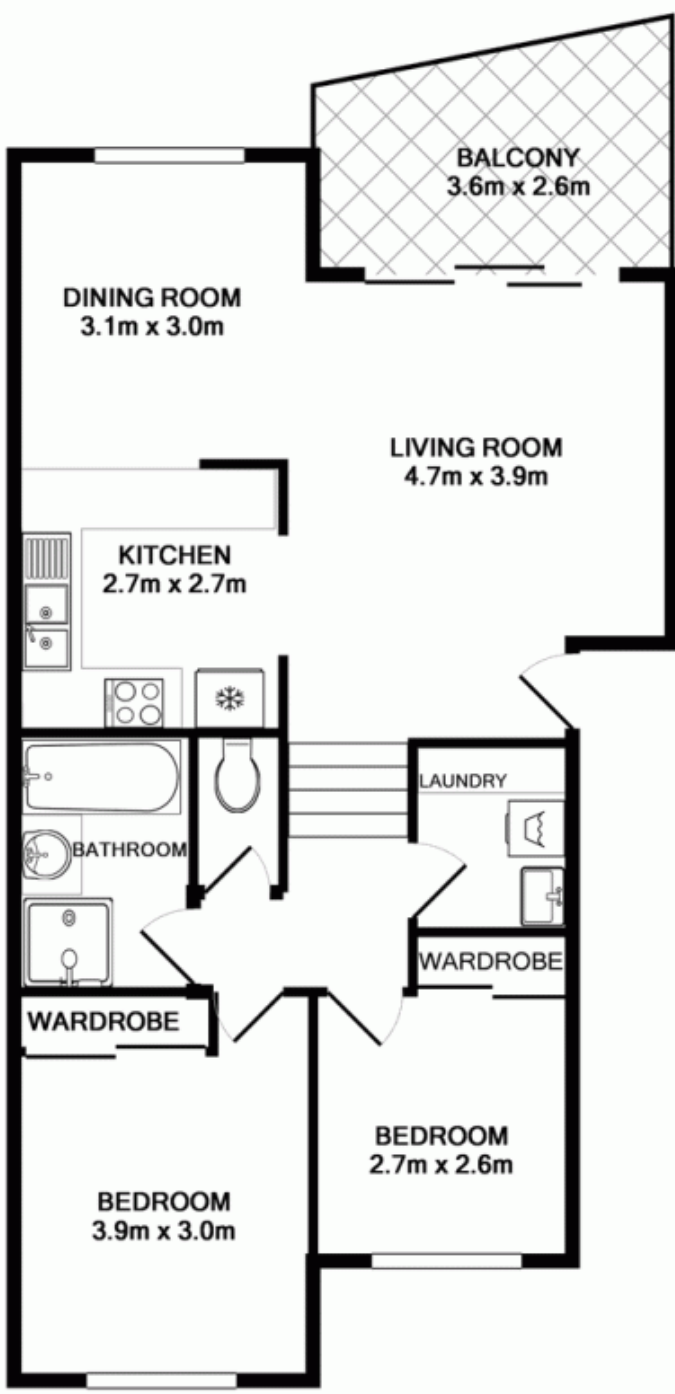 BALCONY
3.6m x 2.6m
DINING ROOM
3.1m x 3.0m
LIVING ROOM
4.7m x 3.9m
KITCHEN
2.7m x 2.7m
LAUNDRY
BATHROOM
WARDROBE
WARDROBE
BEDROOM
2.7m x 2.6m
BEDROOM
3.9m x 3.0m